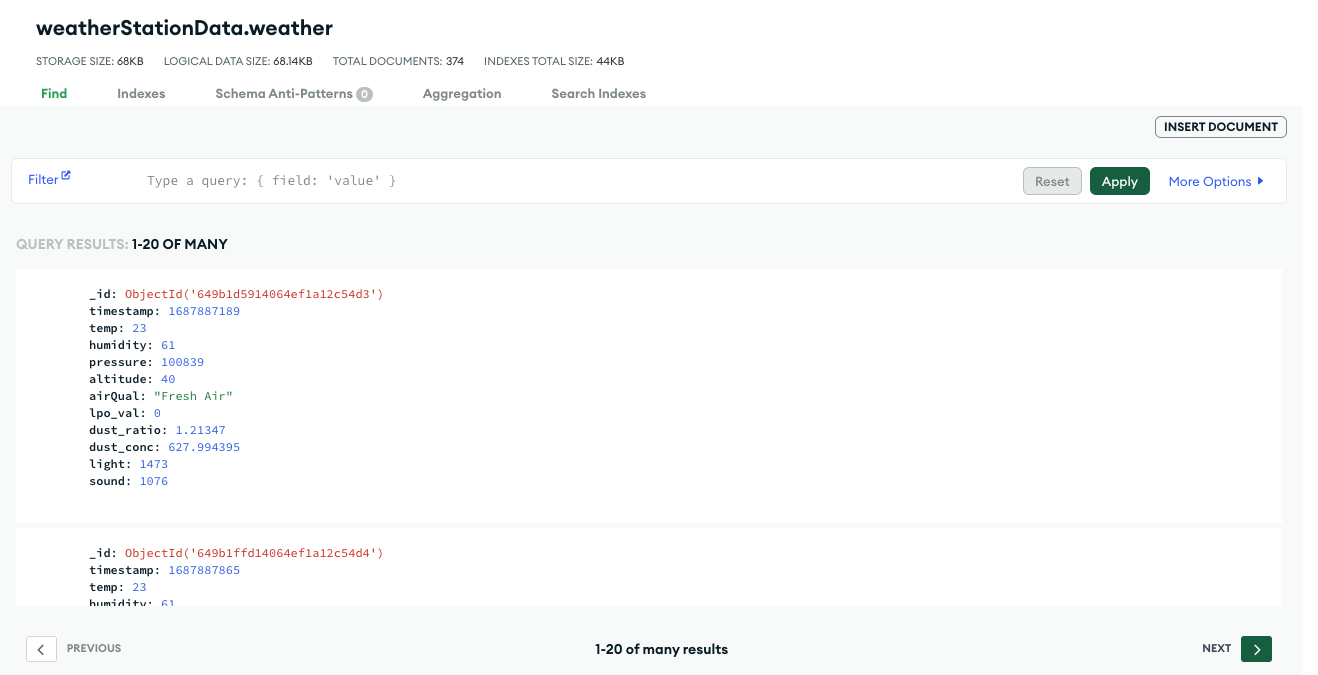 weatherStationData.weather
STORAGE SIZE: 68KB LOGICAL DATA SIZE: 68.14KB TOTAL DOCUMENTS: 374 INDEXES TOTAL SIZE: 44KB
Find Indexes Schema Anti-Patterns 0 Aggregation Search Indexes
INSERT DOCUMENT
Filter Type a query: { field: 'value' } Reset Apply More Options
QUERY RESULTS: 1-20 OF MANY
_id: ObjectId('649b1d5914064ef1a12c54d3')
timestamp: 1687887189
temp: 23
humidity: 61
pressure: 100839
altitude: 40
airQual: "Fresh Air"
lpo_val: 0
dust_ratio: 1.21347
dust_conc: 627.994395
light: 1473
sound: 1076
_id: ObjectId('649b1ffd14064ef1a12c54d4')
timestamp: 1687887865
temp: 23
humidity: 61
PREVIOUS 1-20 of many results NEXT